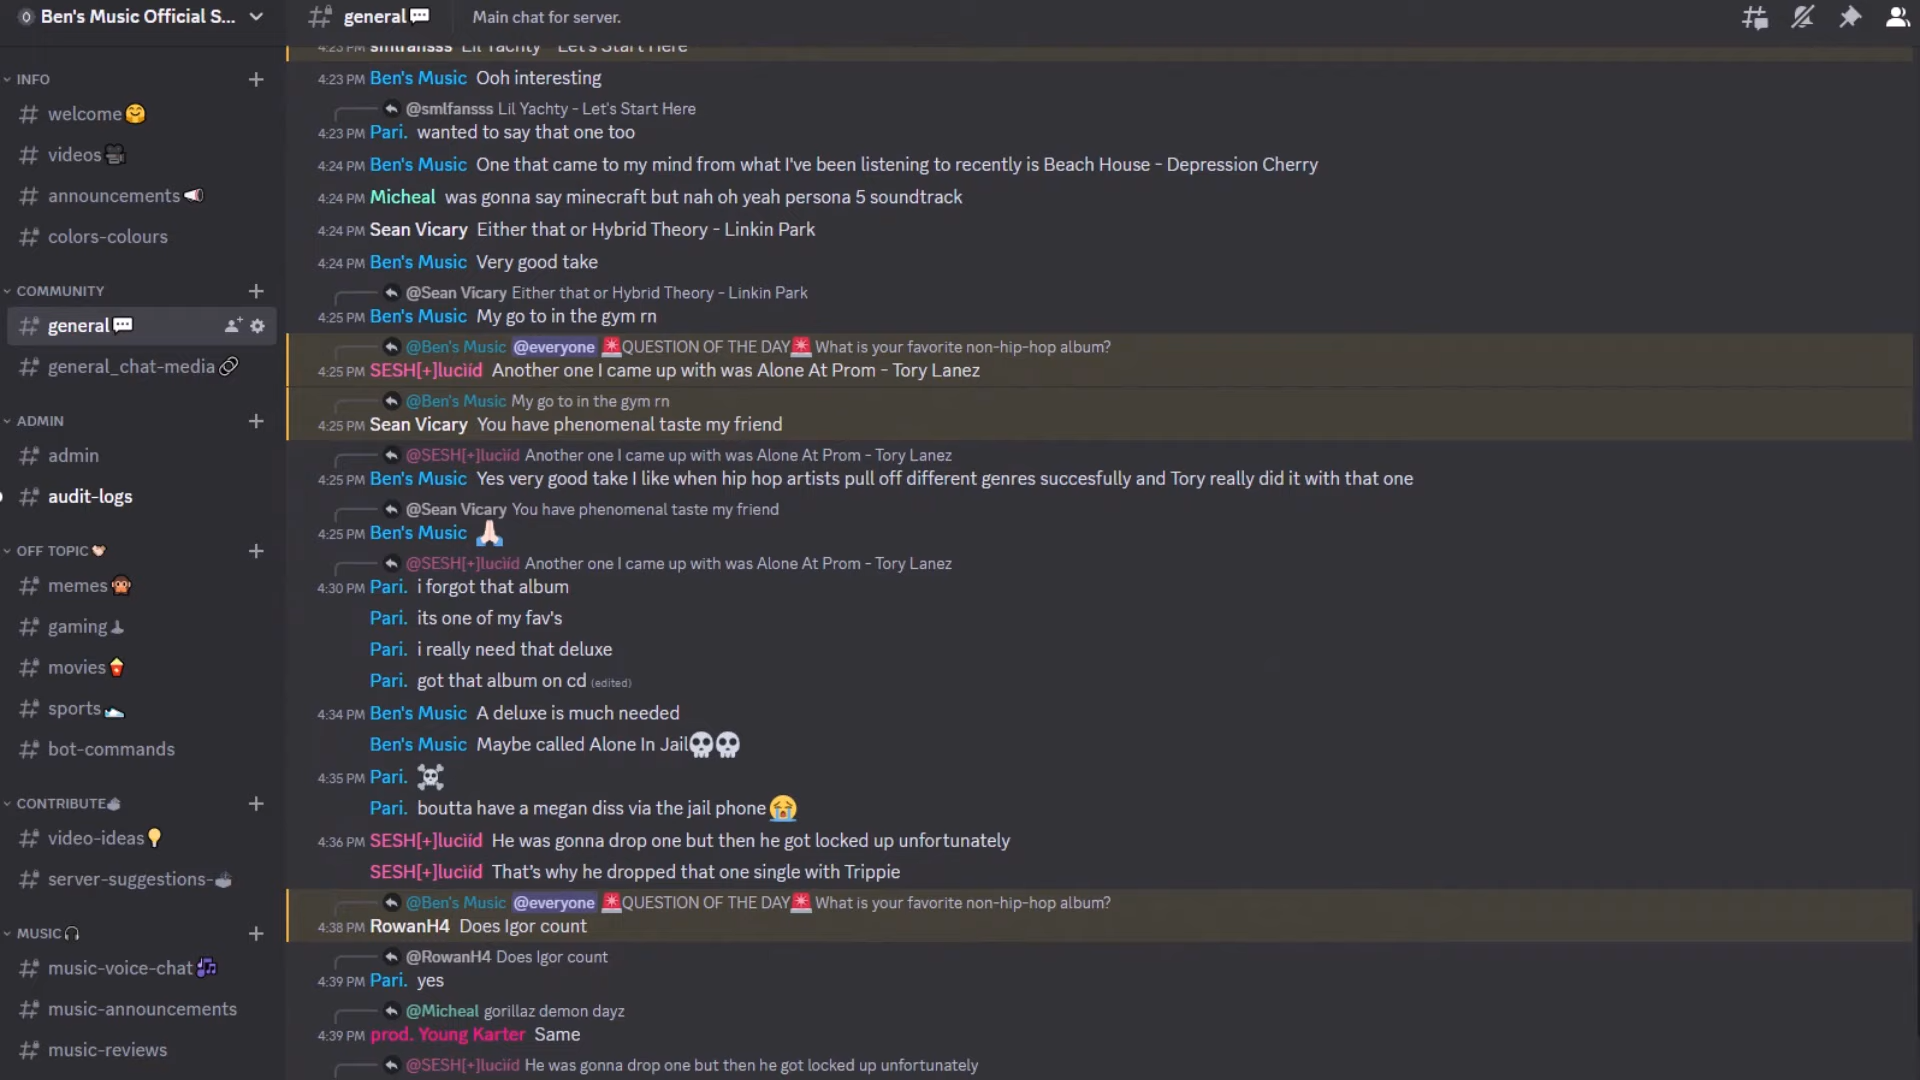 Ben's Music Official S...
general💬
Main chat for server.
INFO
welcome🤗
videos🎥
announcements📢
colors-colours
COMMUNITY
general💬
general_chat-media🔗
ADMIN
admin
audit-logs
OFF TOPIC
memes🙊
gaming🕹
movies🍿
sports👟
bot-commands
CONTRIBUTE🗳
video-ideas💡
server-suggestions-🗳
MUSIC🎧
music-voice-chat🎶
music-announcements
music-reviews
4:23 PM smlfansss Lil Yachty - Let's Start Here
4:23 PM Ben's Music Ooh interesting
@smlfansss Lil Yachty - Let's Start Here
4:23 PM Pari. wanted to say that one too
4:24 PM Ben's Music One that came to my mind from what I've been listening to recently is Beach House - Depression Cherry
4:24 PM Micheal was gonna say minecraft but nah oh yeah persona 5 soundtrack
4:24 PM Sean Vicary Either that or Hybrid Theory - Linkin Park
4:24 PM Ben's Music Very good take
@Sean Vicary Either that or Hybrid Theory - Linkin Park
4:25 PM Ben's Music My go to in the gym rn
@Ben's Music @everyone 🚨QUESTION OF THE DAY🚨 What is your favorite non-hip-hop album?
4:25 PM SESH[+]lucìíd Another one I came up with was Alone At Prom - Tory Lanez
@Ben's Music My go to in the gym rn
4:25 PM Sean Vicary You have phenomenal taste my friend
@SESH[+]lucìíd Another one I came up with was Alone At Prom - Tory Lanez
4:25 PM Ben's Music Yes very good take I like when hip hop artists pull off different genres succesfully and Tory really did it with that one
@Sean Vicary You have phenomenal taste my friend
4:25 PM Ben's Music 🙏🏻
@SESH[+]lucìíd Another one I came up with was Alone At Prom - Tory Lanez
4:30 PM Pari. i forgot that album
Pari. its one of my fav's
Pari. i really need that deluxe
Pari. got that album on cd (edited)
4:34 PM Ben's Music A deluxe is much needed
Ben's Music Maybe called Alone In Jail💀💀
4:35 PM Pari. ☠
Pari. boutta have a megan diss via the jail phone😭
4:36 PM SESH[+]lucìíd He was gonna drop one but then he got locked up unfortunately
SESH[+]lucìíd That's why he dropped that one single with Trippie
@Ben's Music @everyone 🚨QUESTION OF THE DAY🚨 What is your favorite non-hip-hop album?
4:38 PM RowanH4 Does Igor count
@RowanH4 Does Igor count
4:39 PM Pari. yes
@Micheal gorillaz demon dayz
4:39 PM prod. Young Karter Same
@SESH[+]lucìíd He was gonna drop one but then he got locked up unfortunately